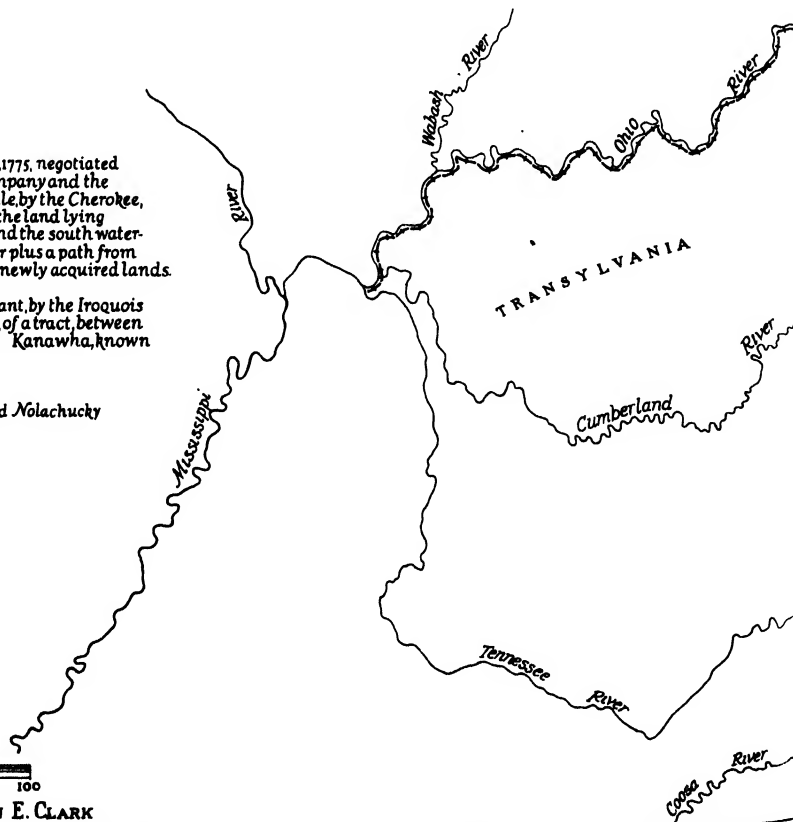 ,1775, negotiated
mpany and the
le, by the Cherokee,
the land lying
nd the south water-
r plus a path from
newly acquired lands.
ant, by the Iroquois
, of a tract, between
Kanawha, known
d Nolachucky
River
Wabash River
Ohio River
TRANSYLVANIA
Mississippi
Cumberland River
Tennessee River
Coosa River
100
N E. CLARK